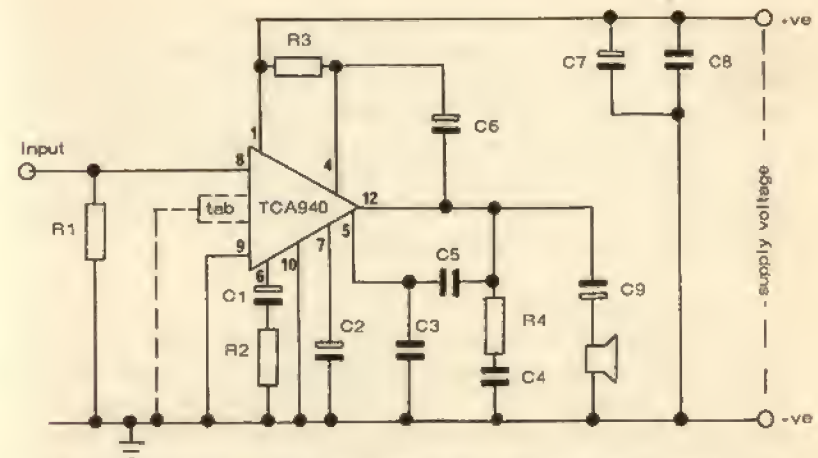 +ve
R3
C7
C8
1
C6
Input
8
4
tab
TCA940
12
R1
9
7
5
6
10
C5
C1
C9
supply voltage
C2
C3
R4
R2
C4
-ve